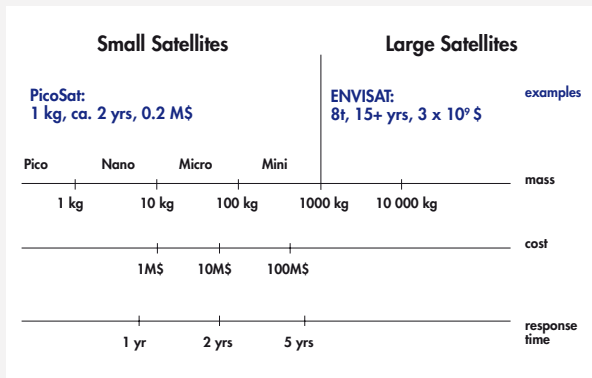 Small Satellites
Large Satellites
PicoSat:
1 kg, ca. 2 yrs, 0.2 M$
ENVISAT:
8t, 15+ yrs, 3 x 10⁹ $
examples
Pico Nano Micro Mini
mass
1 kg 10 kg 100 kg 1000 kg 10 000 kg
cost
1M$ 10M$ 100M$
response
time
1 yr 2 yrs 5 yrs